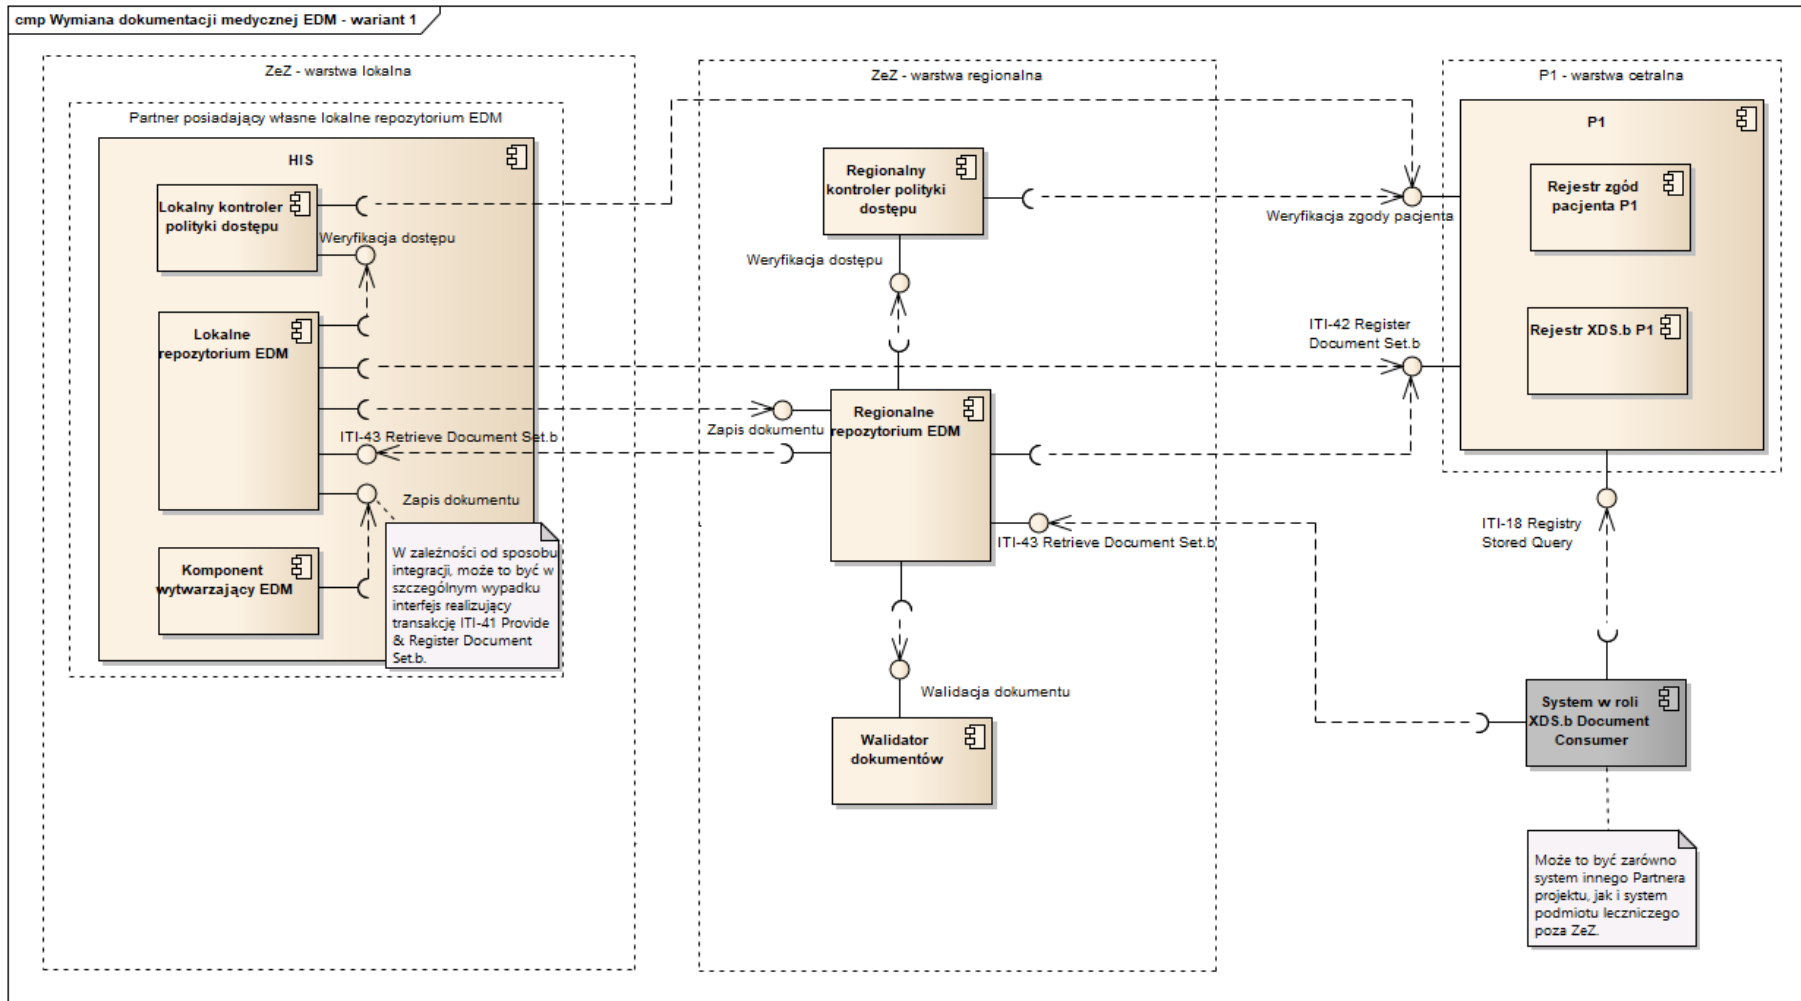 cmp Wymiana dokumentacji medycznej EDM - wariant 1
ZeZ - warstwa lokalna
Partner posiadający własne lokalne repozytorium EDM
HIS
Lokalny kontroler
polityki dostępu
Weryfikacja dostępu
Lokalne
repozytorium EDM
ITI-43 Retrieve Document Set.b
Zapis dokumentu
Komponent
wytwarzający EDM
W zależności od sposobu
integracji, może to być w
szczególnym wypadku
interfejs realizujący
transakcję ITI-41 Provide
& Register Document
Set.b.
ZeZ - warstwa regionalna
Regionalny
kontroler polityki
dostępu
Weryfikacja dostępu
Zapis dokumentu
Regionalne
repozytorium EDM
ITI-43 Retrieve Document Set.b
Walidacja dokumentu
Walidator
dokumentów
P1 - warstwa cetralna
P1
Rejestr zgód
pacjenta P1
Weryfikacja zgody pacjenta
ITI-42 Register
Document Set.b
Rejestr XDS.b P1
ITI-18 Registry
Stored Query
System w roli
XDS.b Document
Consumer
Może to być zarówno
system innego Partnera
projektu, jak i system
podmiotu leczniczego
poza ZeZ.